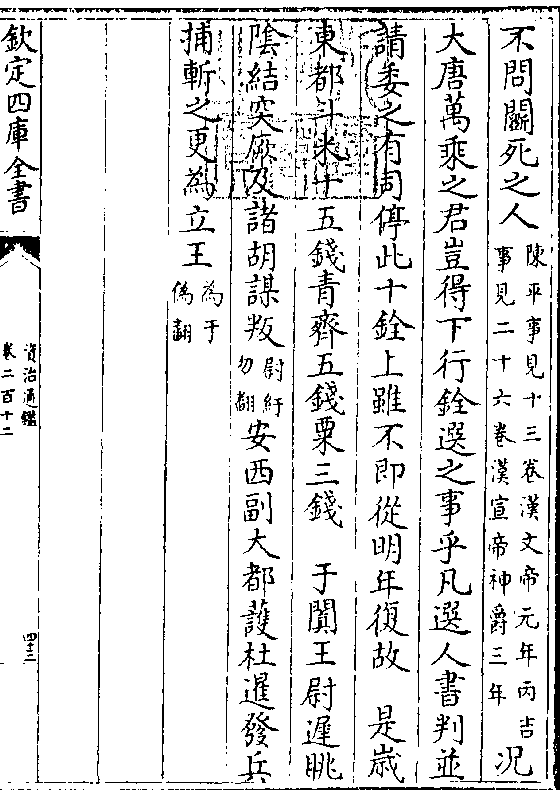 不問鬬死之人陳平事見十三卷漢文帝元年丙吉事見二十六卷漢宣帝神爵三年况
大唐萬乘之君豈得下行銓選之事乎凡選人書判並
請委之有司停此十銓上雖不即從明年復故　是歲
東都斗米十五錢青齊五錢粟三錢　于闐王尉遲眺
陰結突厥及諸胡謀叛尉紆勿翻安西副大都護杜暹發兵
捕斬之更為立王為于偽翻
欽定四庫全書
資治通鑑
卷二百十二
四十三